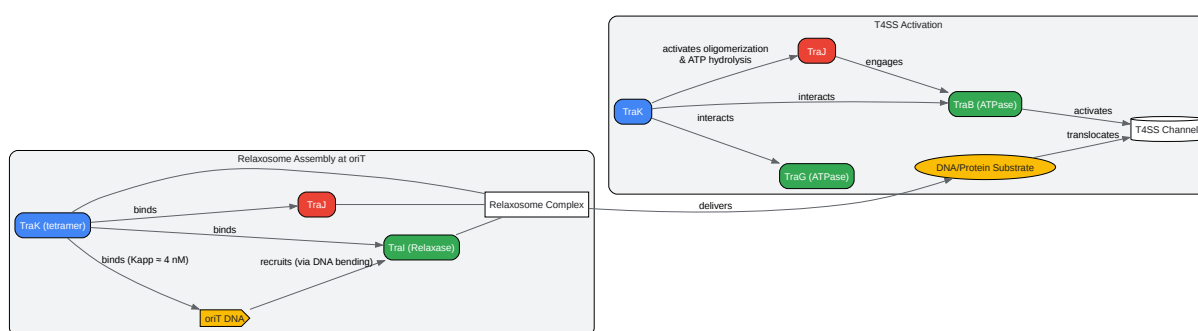 T4SS Activation
activates oligomerization
& ATP hydrolysis
TraJ
engages
TraK
interacts
TraB (ATPase)
activates
interacts
T4SS Channel
translocates
TraG (ATPase)
DNA/Protein Substrate
delivers
Relaxosome Assembly at oriT
TraK (tetramer)
binds
TraJ
Relaxosome Complex
binds
TraI (Relaxase)
binds (Kapp ≈ 4 nM)
recruits (via DNA bending)
oriT DNA